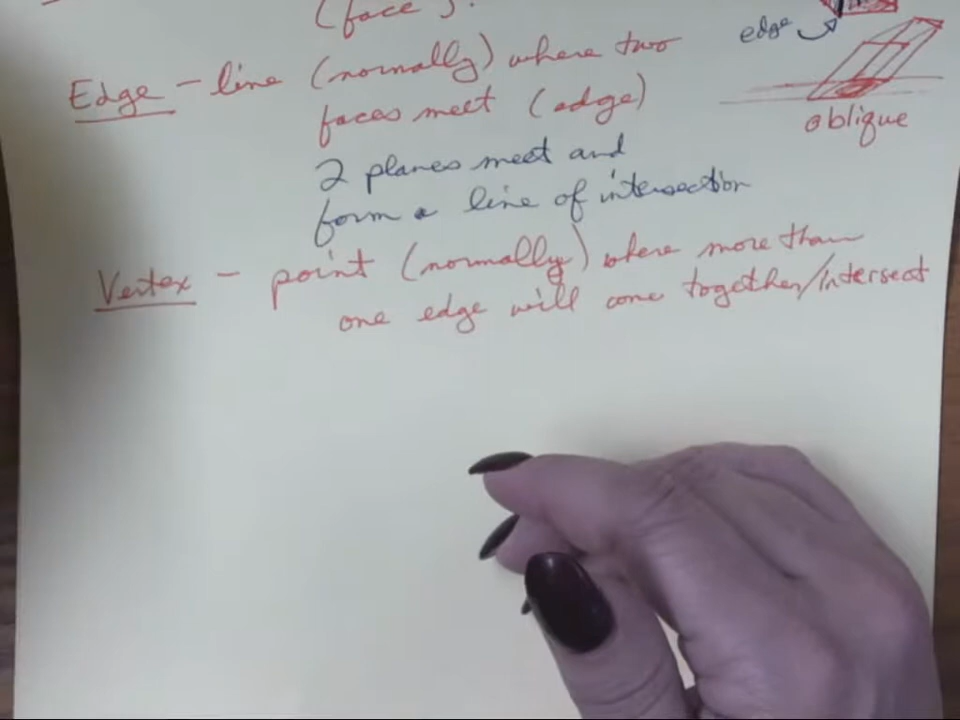 (face).
edge
Edge - line (normally) where two
faces meet (edge)
oblique
2 planes meet and
form a line of intersection
Vertex - point (normally) where more than
one edge will come together/intersect